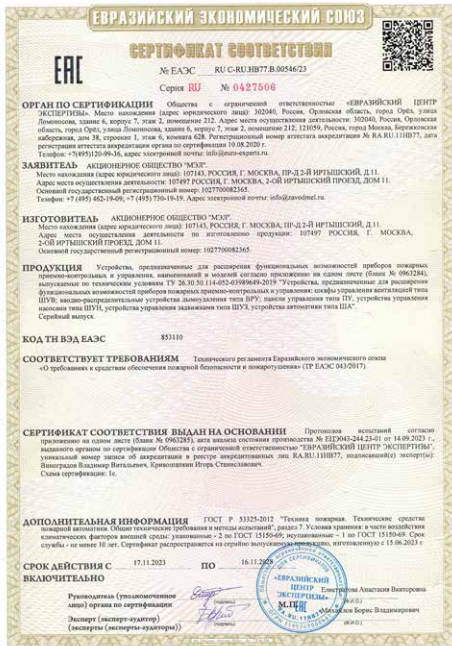 ЕВРАЗИЙСКИЙ ЭКОНОМИЧЕСКИЙ СОЮЗ
СЕРТИФИКАТ СООТВЕТСТВИЯ
ЕАС
№ ЕАЭС RU С-RU.НВ77.В.00546/23
Серия RU № 0427506
ОРГАН ПО СЕРТИФИКАЦИИ Общество с ограниченной ответственностью «ЕВРАЗИЙСКИЙ ЦЕНТР
ЭКСПЕРТИЗЫ». Место нахождения (адрес юридического лица): 302040, Россия, Орловская область, город Орёл, улица
Ломоносова, здание 6, корпус 7, этаж 2, помещение 212. Адрес места осуществления деятельности: 302040, Россия, Орловская
область, город Орёл, улица Ломоносова, здание 6, корпус 7, этаж 2, помещение 212, 121059, Россия, город Москва, Бережковская
набережная, дом 38, строение 1, этаж 6, комната 628. Регистрационный номер аттестата аккредитации № RA.RU.11НВ77, дата
регистрации аттестата аккредитации органа по сертификации 10.08.2020 г.
Телефон: +7(495)120-99-36, адрес электронной почты: info@euro-experts.ru.
ЗАЯВИТЕЛЬ АКЦИОНЕРНОЕ ОБЩЕСТВО "МЭЛ"
Место нахождения (адрес юридического лица): 107143, РОССИЯ, Г. МОСКВА, ПР-Д 2-Й ИРТЫШСКИЙ, Д.11.
Адрес места осуществления деятельности: 107497 РОССИЯ, Г. МОСКВА, 2-ОЙ ИРТЫШСКИЙ ПРОЕЗД, ДОМ 11.
Основной государственный регистрационный номер: 1027700082365.
Телефон: +7 (495) 462-19-09; +7 (495) 730-19-19. Адрес электронной почты: info@zavodmel.ru.
ИЗГОТОВИТЕЛЬ АКЦИОНЕРНОЕ ОБЩЕСТВО "МЭЛ"
Место нахождения (адрес юридического лица): 107143, РОССИЯ, Г. МОСКВА, ПР-Д 2-Й ИРТЫШСКИЙ, Д.11.
Адрес места осуществления деятельности по изготовлению продукции: 107497 РОССИЯ, Г. МОСКВА,
2-ОЙ ИРТЫШСКИЙ ПРОЕЗД, ДОМ 11.
Основной государственный регистрационный номер: 1027700082365.
ПРОДУКЦИЯ Устройства, предназначенные для расширения функциональных возможностей приборов пожарных
приемно-контрольных и управления, наименований и моделей согласно приложению на одном листе (бланк № 0963284),
выпускаемые по техническим условиям ТУ 26.30.50.114-052-03989649-2019 "Устройства, предназначенные для расширения
функциональных возможностей приборов пожарных приемно-контрольных и управления: шкафы управления вентиляцией типа
ШУВ; вводно-распределительные устройства дымоудаления типа ВРУ; панели управления типа ПУ, устройства управления
насосами типа ШУН, устройства управления задвижками типа ШУЗ, устройства автоматики типа ША".
Серийный выпуск.
КОД ТН ВЭД ЕАЭС 853110
СООТВЕТСТВУЕТ ТРЕБОВАНИЯМ Технического регламента Евразийского экономического союза
«О требованиях к средствам обеспечения пожарной безопасности и пожаротушения» (ТР ЕАЭС 043/2017)
СЕРТИФИКАТ СООТВЕТСТВИЯ ВЫДАН НА ОСНОВАНИИ Протоколов испытаний согласно
приложению на одном листе (бланк № 0963285), акта анализа состояния производства № ЕЦЭ043-244.23-01 от 14.09.2023 г.,
выданного органом по сертификации Общества с ограниченной ответственностью "ЕВРАЗИЙСКИЙ ЦЕНТР ЭКСПЕРТИЗЫ",
уникальный номер записи об аккредитации в реестре аккредитованных лиц RA.RU.11НВ77, подписанный(х) эксперт(ы):
Виноградов Владимир Витальевич, Кривошапкин Игорь Станиславович.
Схема сертификации: 1с.
ДОПОЛНИТЕЛЬНАЯ ИНФОРМАЦИЯ ГОСТ Р 53325-2012 "Техника пожарная. Технические средства
пожарной автоматики. Общие технические требования и методы испытаний", раздел 7. Условия хранения: в части воздействия
климатических факторов внешней среды: упакованные - 2 по ГОСТ 15150-69; неупакованные – 1 по ГОСТ 15150-69. Срок
службы - не менее 10 лет. Сертификат распространяется на серийно выпускаемую продукцию, изготовленную с 15.06.2023 г.
СРОК ДЕЙСТВИЯ С 17.11.2023 ПО 16.11.2028
ВКЛЮЧИТЕЛЬНО
Руководитель (уполномоченное
лицо) органа по сертификации
(подпись)
Елистратова Анастасия Викторовна
(Ф.И.О.)
«ЕВРАЗИЙСКИЙ
ЦЕНТР
ЭКСПЕРТИЗЫ»
М.П.
Эксперт (эксперт-аудитор)
(эксперты (эксперты-аудиторы))
(подпись)
Михайлов Борис Владимирович
(Ф.И.О.)